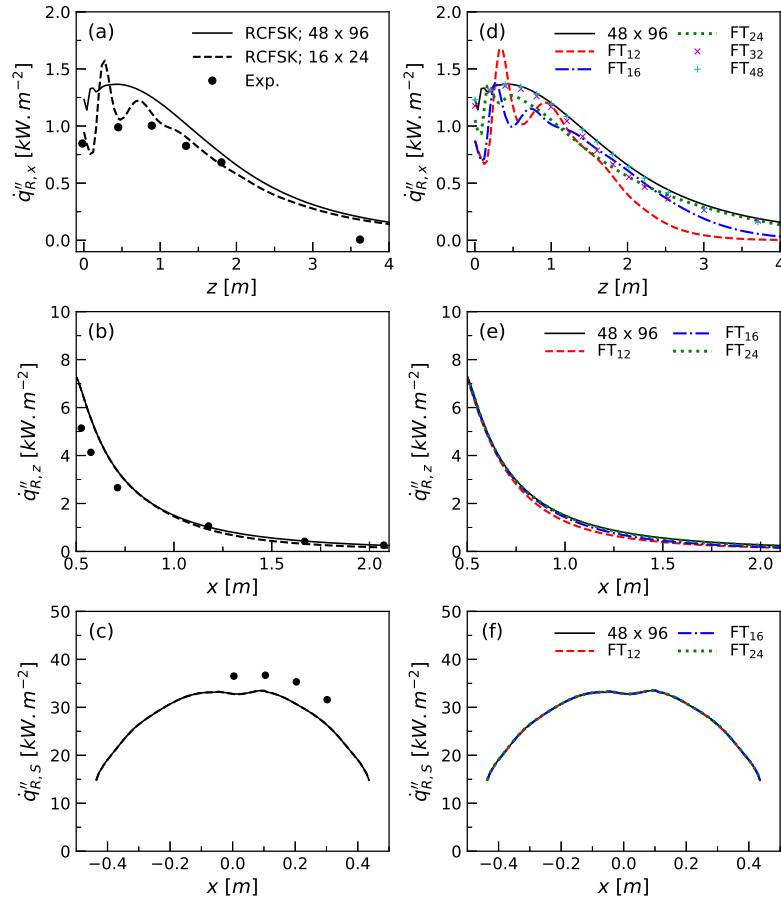 (a)
RCFSK; 48 x 96
RCFSK; 16 x 24
Exp.
2.0
1.5
1.0
0.5
0.0
q̇″R,x [kW.m−2]
0 1 2 3 4
z [m]
(d)
48 x 96
FT12
FT16
FT24
FT32
FT48
2.0
1.5
1.0
0.5
0.0
q̇″R,x [kW.m−2]
0 1 2 3 4
z [m]
(b)
10
8
6
4
2
0
q̇″R,z [kW.m−2]
0.5 1.0 1.5 2.0
x [m]
(e)
48 x 96
FT12
FT16
FT24
10
8
6
4
2
0
q̇″R,z [kW.m−2]
0.5 1.0 1.5 2.0
x [m]
(c)
50
40
30
20
10
0
q̇″R,S [kW.m−2]
−0.4 −0.2 0.0 0.2 0.4
x [m]
(f)
48 x 96
FT12
FT16
FT24
50
40
30
20
10
0
q̇″R,S [kW.m−2]
−0.4 −0.2 0.0 0.2 0.4
x [m]